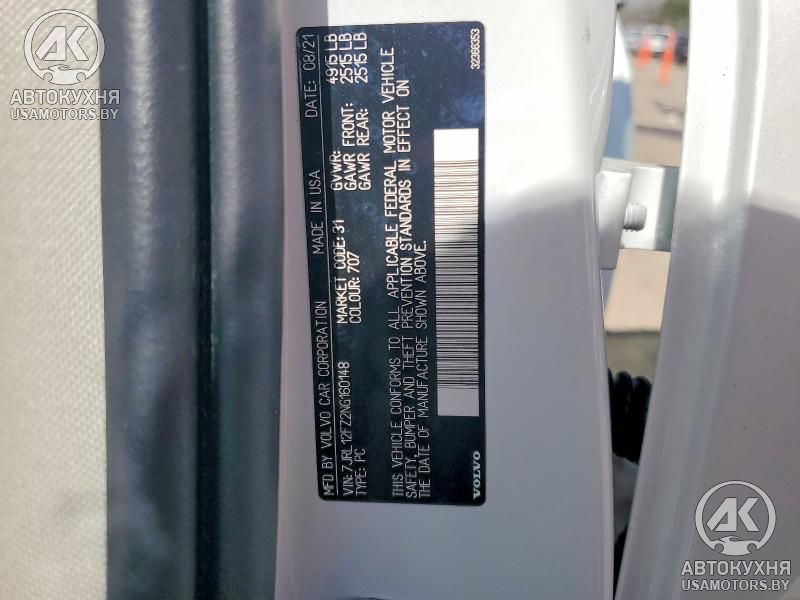 MFD BY VOLVO CAR CORPORATION MADE IN USA DATE: 08/21
VIN: 7JRL12FZ2NG160148 MARKET CODE: 31 GVWR: 4915 LB
TYPE: PC COLOUR: 707 GAWR FRONT: 2515 LB
GAWR REAR: 2515 LB
THIS VEHICLE CONFORMS TO ALL APPLICABLE FEDERAL MOTOR VEHICLE
SAFETY, BUMPER AND THEFT PREVENTION STANDARDS IN EFFECT ON
THE DATE OF MANUFACTURE SHOWN ABOVE.
VOLVO 32366353
AK
АВТОКУХНЯ
USAMOTORS.BY
AK
АВТОКУХНЯ
USAMOTORS.BY